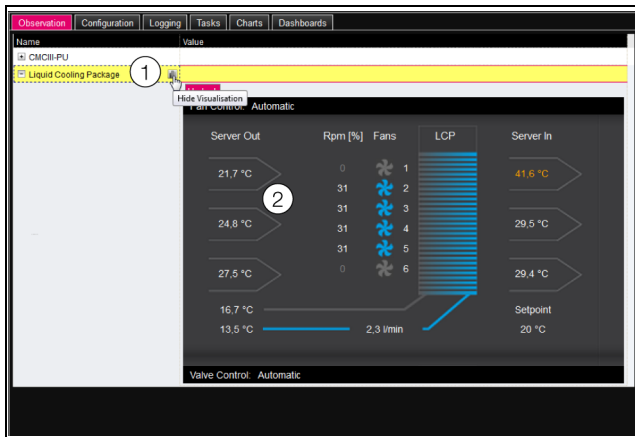 Observation Configuration Logging Tasks Charts Dashboards
Name Value
CMCIII-PU
Liquid Cooling Package 1
Hide Visualisation
Fan Control: Automatic
Server Out Rpm [%] Fans LCP Server In
21,7 °C 0 1 41,6 °C
31 2
2
31 3
24,8 °C 31 4 29,5 °C
31 5
27,5 °C 0 6 29,4 °C
16,7 °C Setpoint
13,5 °C 2,3 l/min 20 °C
Valve Control: Automatic